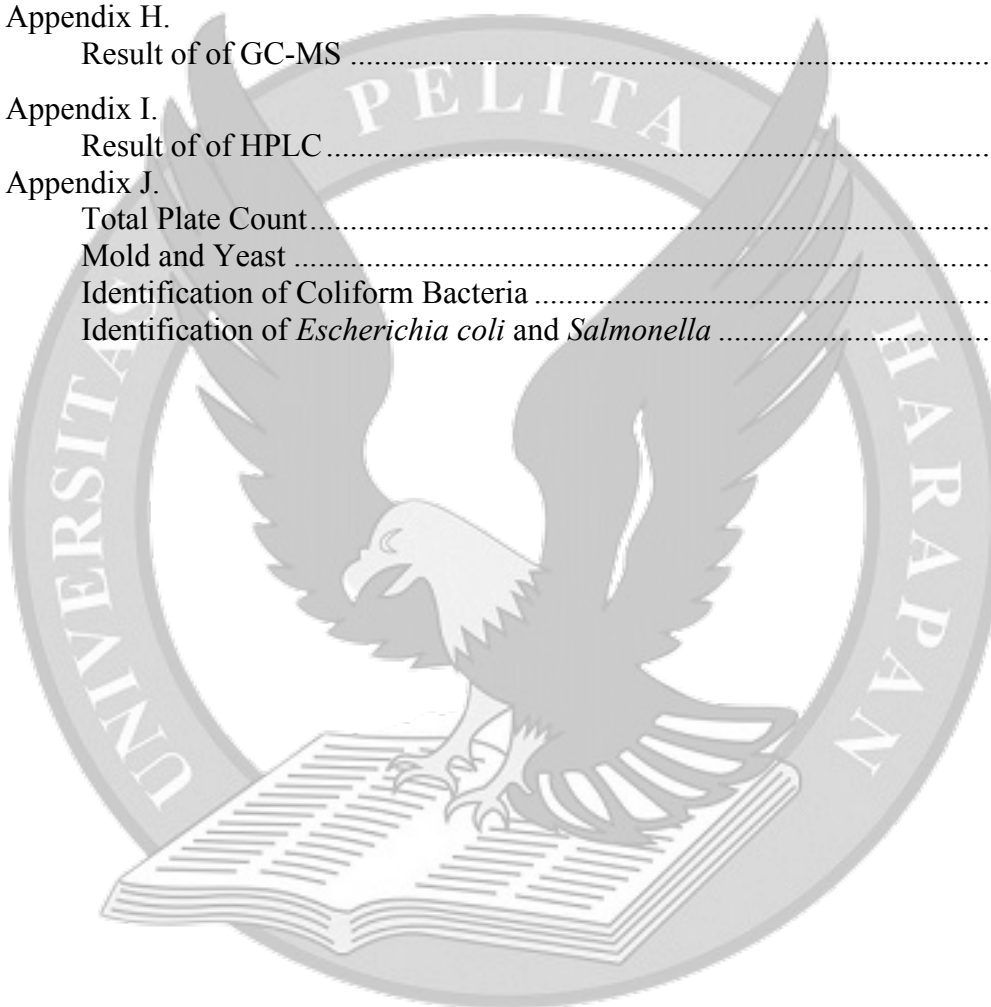 Appendix H.
Result of of GC-MS ........................................................................................
Appendix I.
Result of of HPLC ...........................................................................................
Appendix J.
Total Plate Count.............................................................................................
Mold and Yeast ...............................................................................................
Identification of Coliform Bacteria .................................................................
Identification of Escherichia coli and Salmonella ..........................................
UNIVERSITAS PELITA HARAPAN